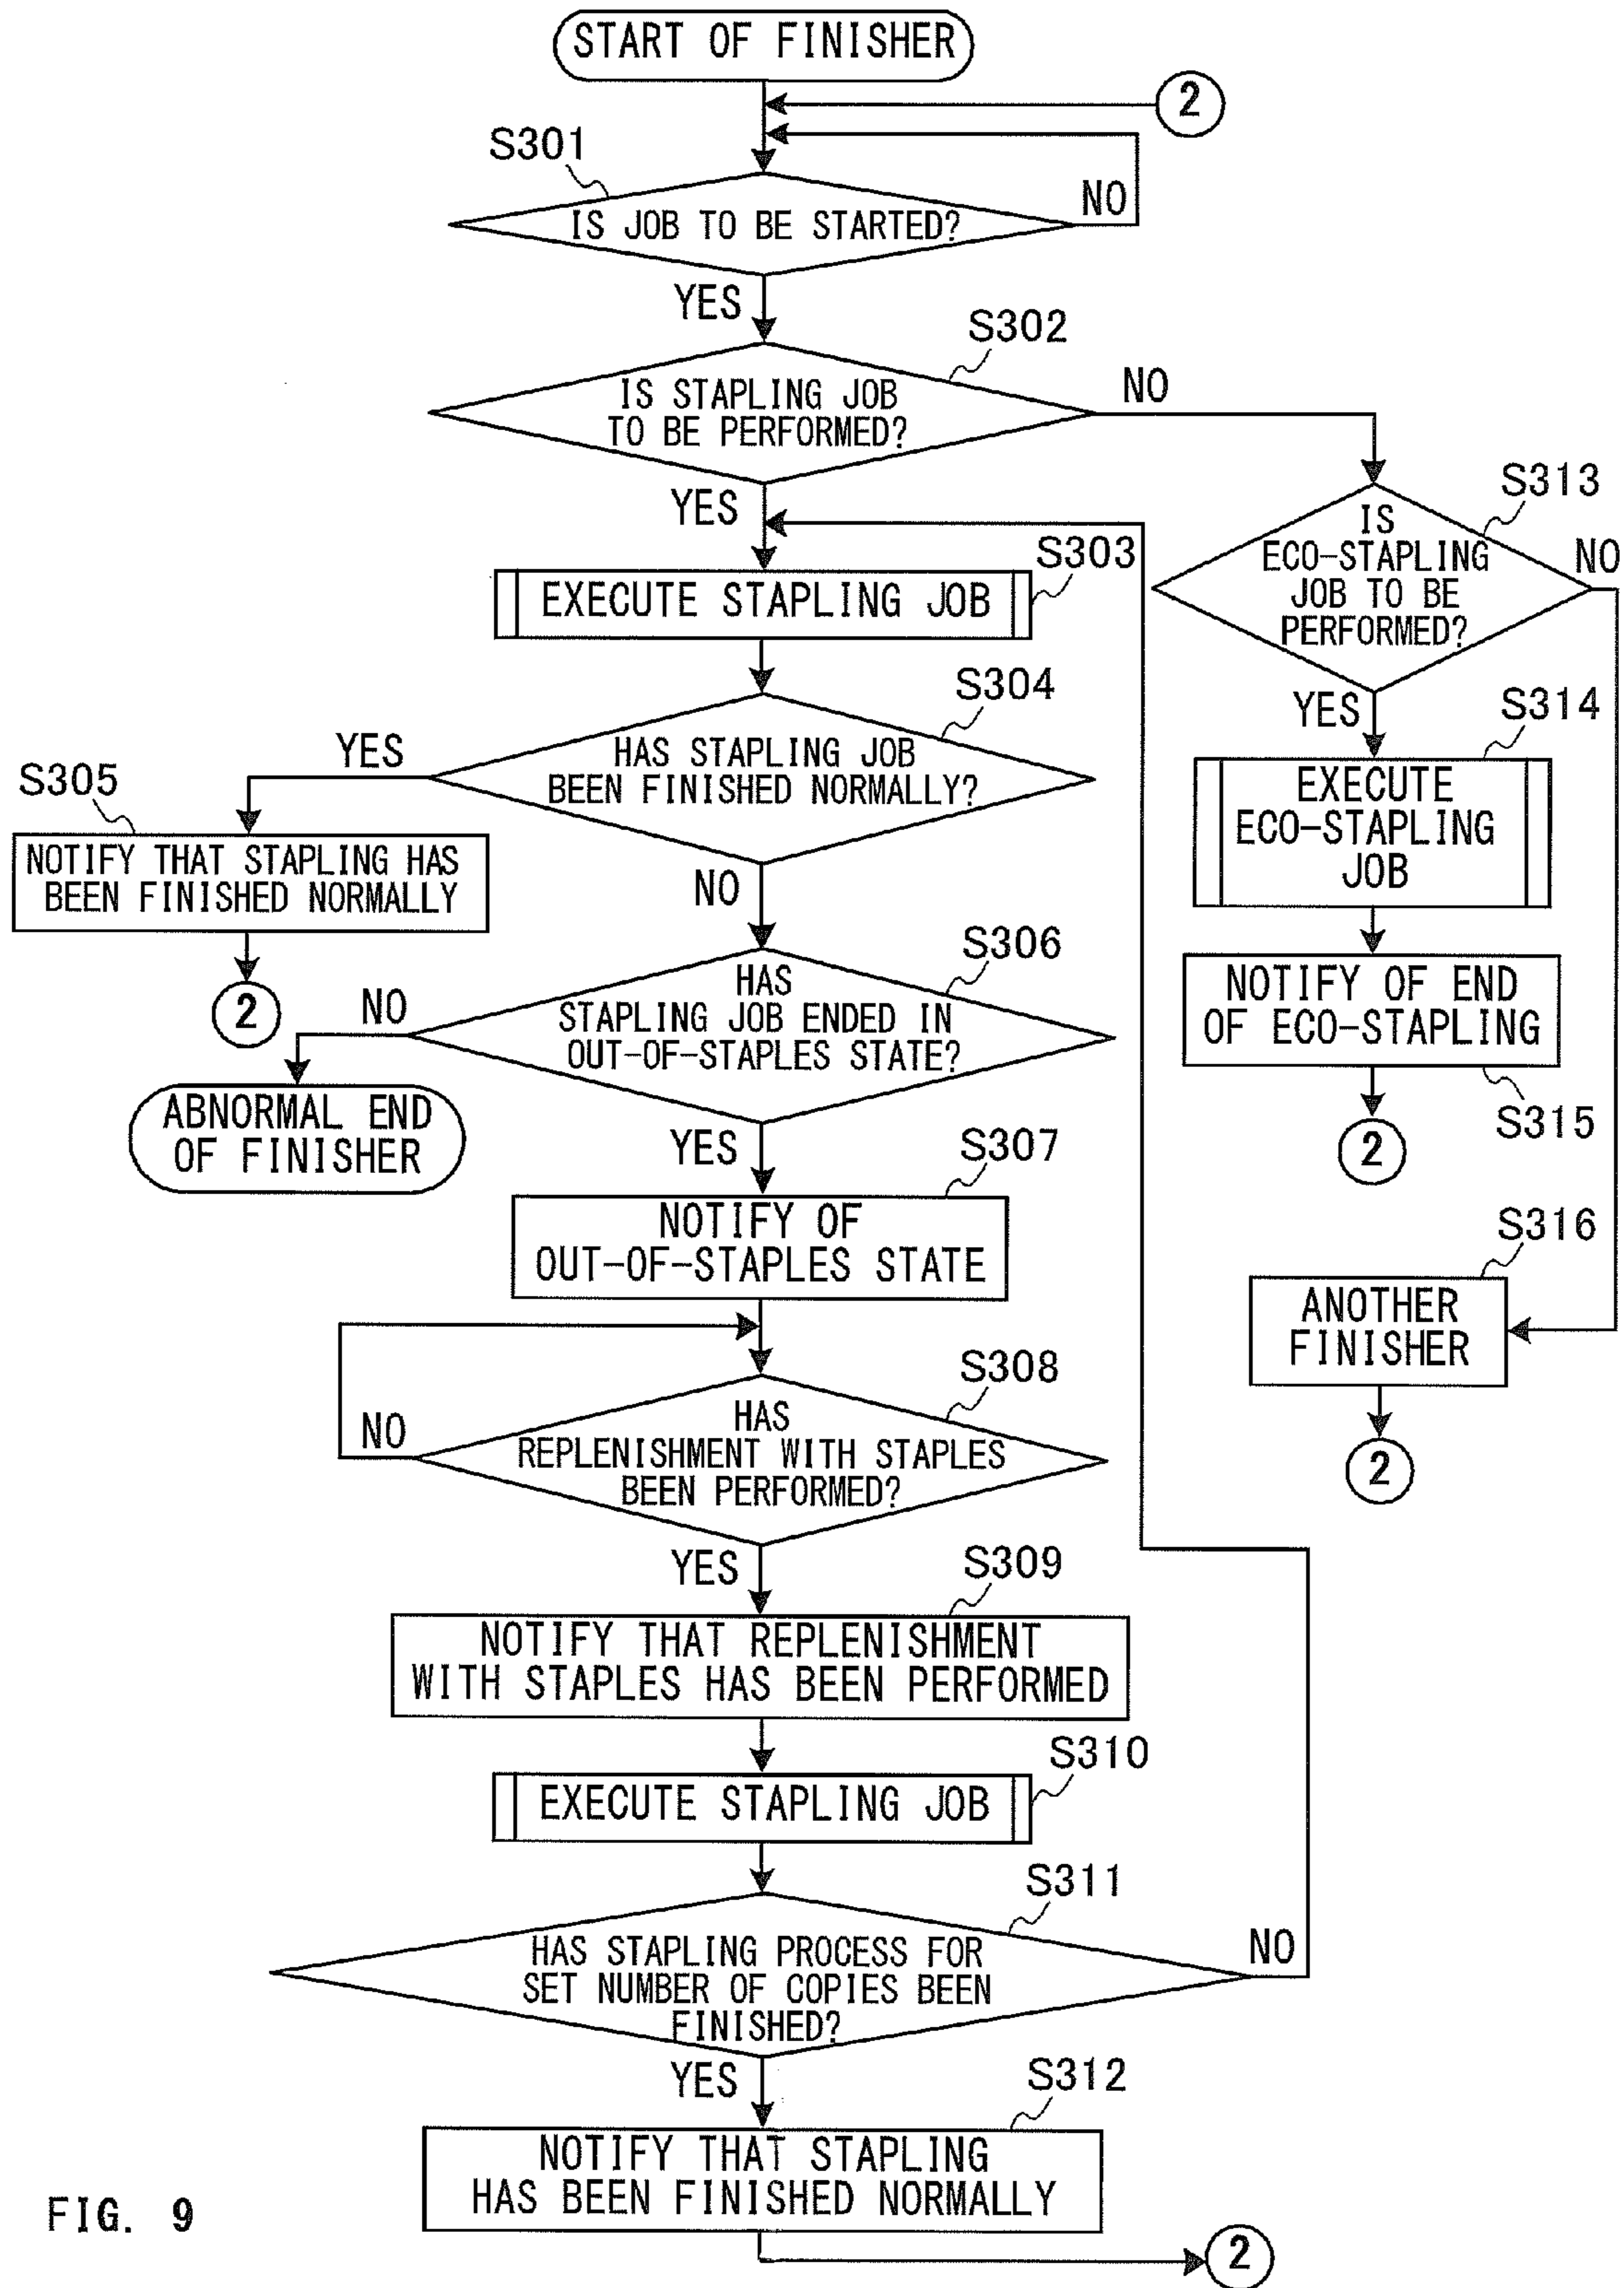 START OF FINISHER
2
S301
IS JOB TO BE STARTED?
NO
YES
S302
IS STAPLING JOB
TO BE PERFORMED?
NO
YES
S303
EXECUTE STAPLING JOB
S304
HAS STAPLING JOB
BEEN FINISHED NORMALLY?
YES
S305
NOTIFY THAT STAPLING HAS
BEEN FINISHED NORMALLY
2
NO
S306
HAS
STAPLING JOB ENDED IN
OUT-OF-STAPLES STATE?
NO
ABNORMAL END
OF FINISHER
YES
S307
NOTIFY OF
OUT-OF-STAPLES STATE
S308
HAS
REPLENISHMENT WITH STAPLES
BEEN PERFORMED?
NO
YES
S309
NOTIFY THAT REPLENISHMENT
WITH STAPLES HAS BEEN PERFORMED
S310
EXECUTE STAPLING JOB
S311
HAS STAPLING PROCESS FOR
SET NUMBER OF COPIES BEEN
FINISHED?
NO
YES
S312
NOTIFY THAT STAPLING
HAS BEEN FINISHED NORMALLY
2
S313
IS
ECO-STAPLING
JOB TO BE
PERFORMED?
NO
YES
S314
EXECUTE
ECO-STAPLING
JOB
NOTIFY OF END
OF ECO-STAPLING
S315
2
S316
ANOTHER
FINISHER
2
FIG. 9